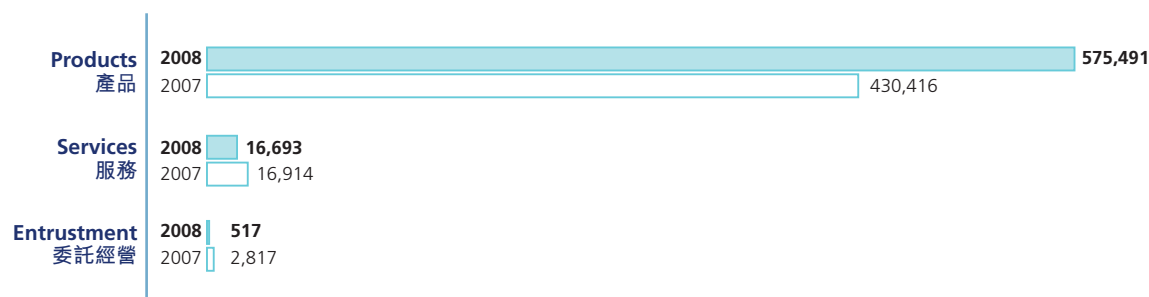 Products
產品
2008 575,491
2007 430,416
Services
服務
2008 16,693
2007 16,914
Entrustment
委託經營
2008 517
2007 2,817